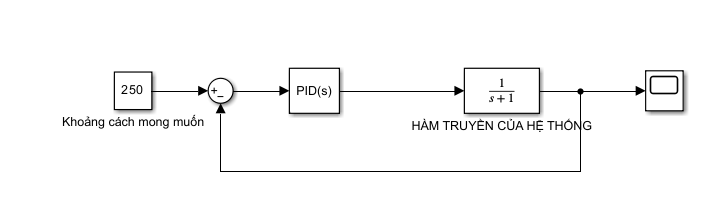 250
Khoảng cách mong muốn
+
−
PID(s)
1
s + 1
HÀM TRUYỀN CỦA HỆ THỐNG